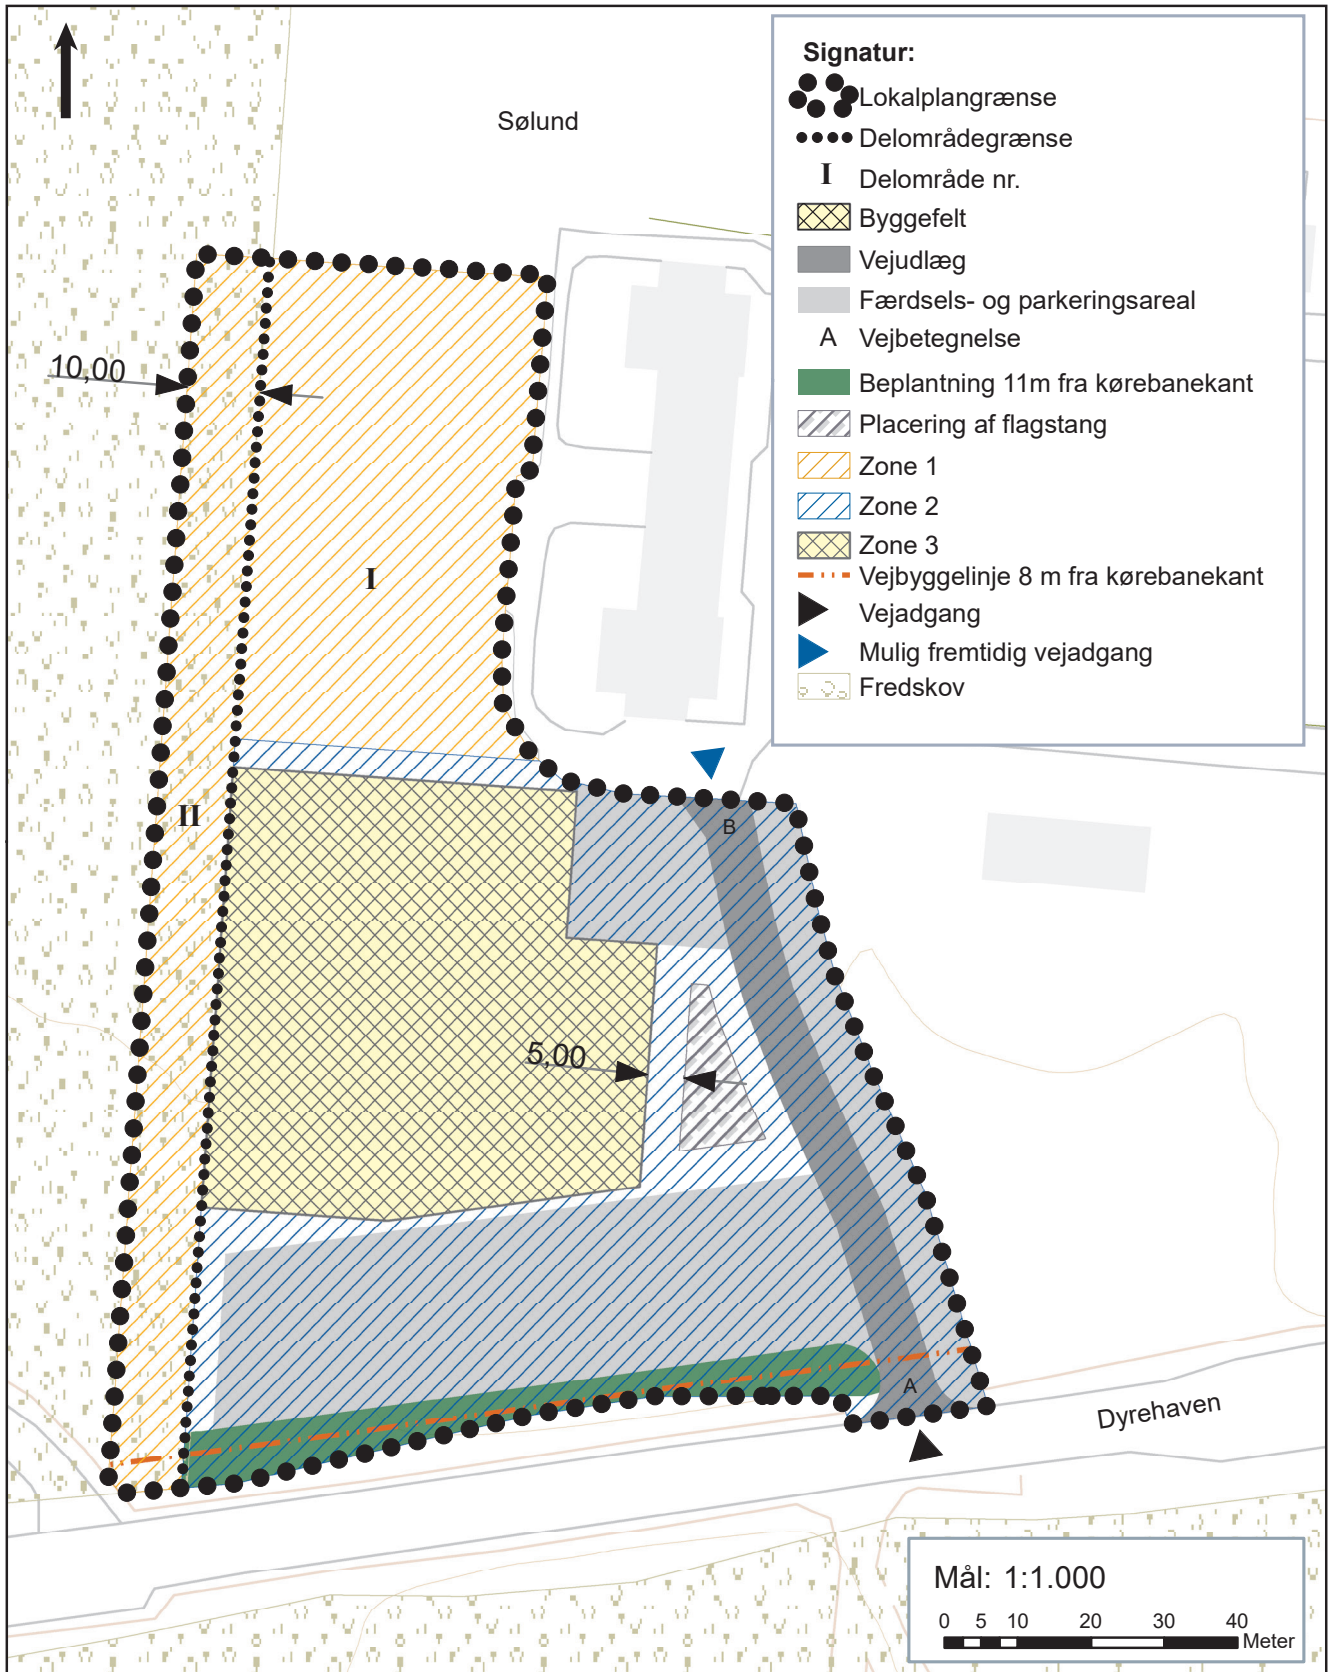 Signatur:
Lokalplangrænse
Delområdegrænse
I Delområde nr.
Byggefelt
Vejudlæg
Færdsels- og parkeringsareal
A Vejbetegnelse
Beplantning 11m fra kørebanekant
Placering af flagstang
Zone 1
Zone 2
Zone 3
Vejbyggelinje 8 m fra kørebanekant
Vejadgang
Mulig fremtidig vejadgang
Fredskov
Sølund
10,00
I
II
B
5,00
A
Dyrehaven
Mål: 1:1.000
0 5 10 20 30 40
Meter